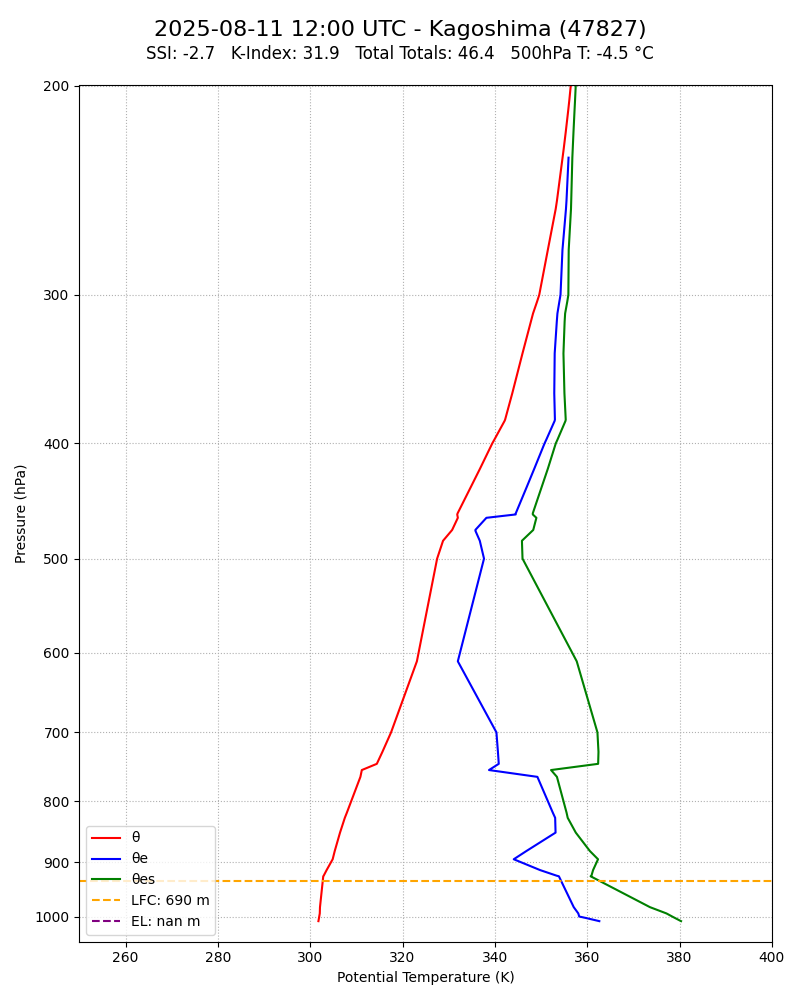 2025-08-11 12:00 UTC - Kagoshima (47827)
SSI: -2.7 K-Index: 31.9 Total Totals: 46.4 500hPa T: -4.5 °C
200
300
400
500
600
700
800
900
1000
Pressure (hPa)
θ
θe
θes
LFC: 690 m
EL: nan m
260 280 300 320 340 360 380 400
Potential Temperature (K)